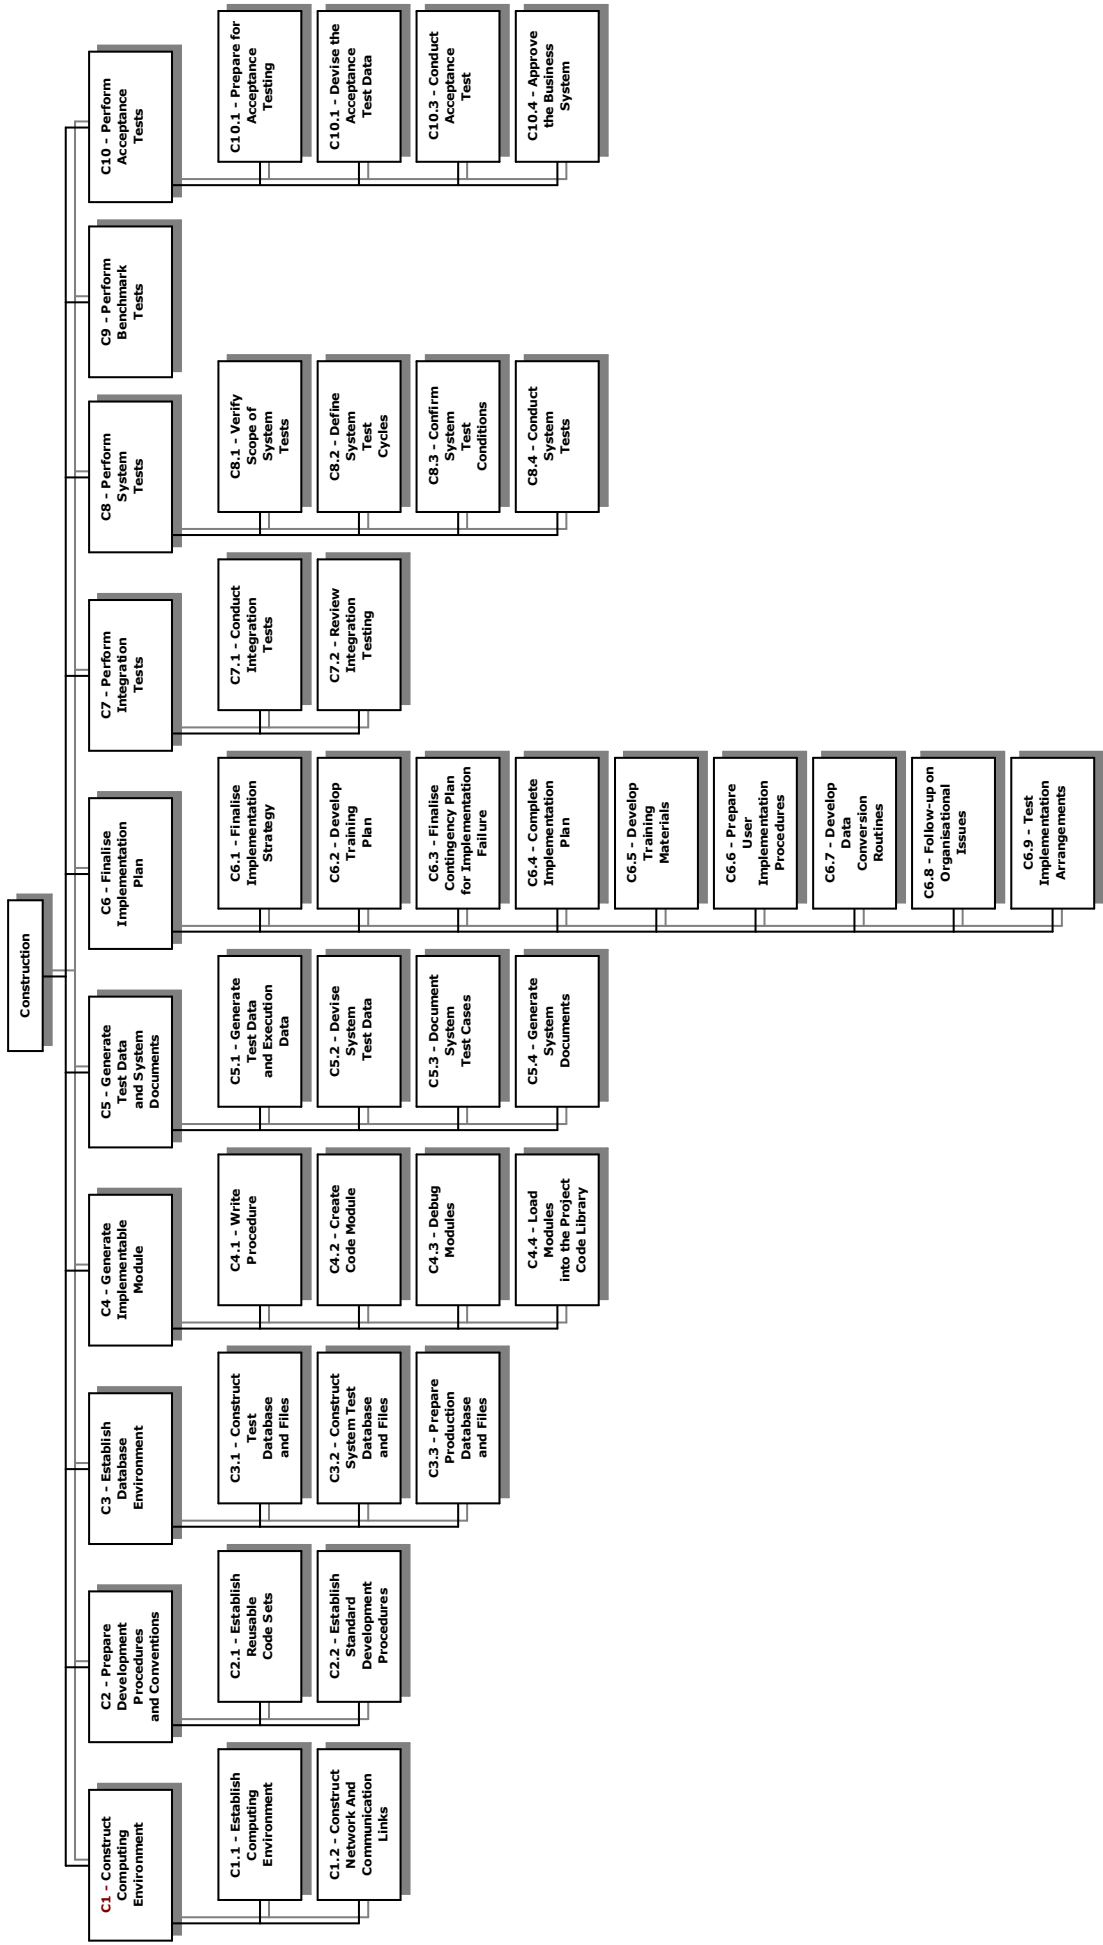 Construction
C1 - Construct
Computing
Environment
C1.1 - Establish
Computing
Environment
C1.2 - Construct
Network And
Communication
Links
C2 - Prepare
Development
Procedures
and Conventions
C2.1 - Establish
Reusable
Code Sets
C2.2 - Establish
Standard
Development
Procedures
C3 - Establish
Database
Environment
C3.1 - Construct
Test
Database
and Files
C3.2 - Construct
System Test
Database
and Files
C3.3 - Prepare
Production
Database
and Files
C4 - Generate
Implementable
Module
C4.1 - Write
Procedure
C4.2 - Create
Code Module
C4.3 - Debug
Modules
C4.4 - Load
Modules
into the Project
Code Library
C5 - Generate
Test Data
and System
Documents
C5.1 - Generate
Test Data
and Execution
Data
C5.2 - Devise
System
Test Data
C5.3 - Document
System
Test Cases
C5.4 - Generate
System
Documents
C6 - Finalise
Implementation
Plan
C6.1 - Finalise
Implementation
Strategy
C6.2 - Develop
Training
Plan
C6.3 - Finalise
Contingency Plan
for Implementation
Failure
C6.4 - Complete
Implementation
Plan
C6.5 - Develop
Training
Materials
C6.6 - Prepare
User
Implementation
Procedures
C6.7 - Develop
Data
Conversion
Routines
C6.8 - Follow-up on
Organisational
Issues
C6.9 - Test
Implementation
Arrangements
C7 - Perform
Integration
Tests
C7.1 - Conduct
Integration
Tests
C7.2 - Review
Integration
Testing
C8 - Perform
System
Tests
C8.1 - Verify
Scope of
System
Tests
C8.2 - Define
System
Test
Cycles
C8.3 - Confirm
System
Test
Conditions
C8.4 - Conduct
System
Tests
C9 - Perform
Benchmark
Tests
C10 - Perform
Acceptance
Tests
C10.1 - Prepare for
Acceptance
Testing
C10.1 - Devise the
Acceptance
Test Data
C10.3 - Conduct
Acceptance
Test
C10.4 - Approve
the Business
System